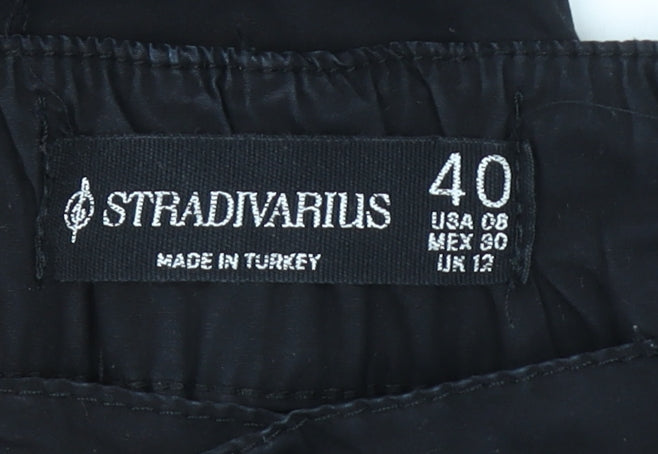 STRADIVARIUS
MADE IN TURKEY
40
USA 08
MEX 30
UK 12